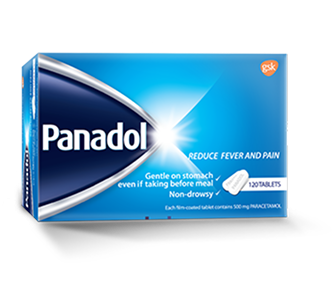 gsk
Panadol
REDUCE FEVER AND PAIN
Gentle on stomach
even if taking before meal
Non-drowsy
120 TABLETS
Each film-coated tablet contains 500 mg PARACETAMOL